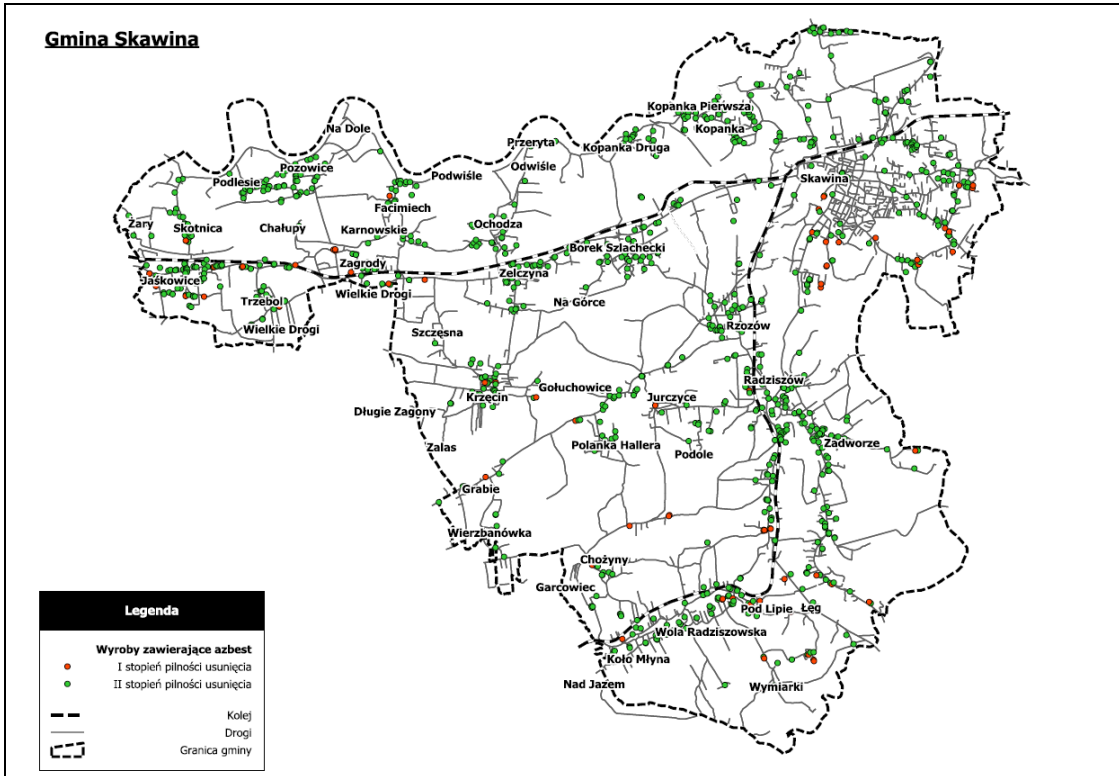 Gmina Skawina
Kopanka Pierwsza
Na Dole
Kopanka
Przeryta
Kopanka Druga
Pozowice
Odwiśle
Podwiśle
Skawina
Podlesie
Facimiech
Żary
Skotnica
Chałupy
Karnowskie
Ochodza
Borek Szlachecki
Zagrody
Zelczyna
Jaśkowice
Wielkie Drogi
Trzebol
Na Górce
Wielkie Drogi
Szczęsna
Rzozów
Radziszów
Gołuchowice
Krzęcin
Jurczyce
Długie Zagony
Zalas
Polanka Hallera
Podole
Zadworze
Grabie
Wierzbanówka
Chożyny
Garcowiec
Pod Lipie
Łęg
Wola Radziszowska
Koło Młyna
Nad Jazem
Wymiarki
Legenda
Wyroby zawierające azbest
I stopień pilności usunięcia
II stopień pilności usunięcia
Kolej
Drogi
Granica gminy